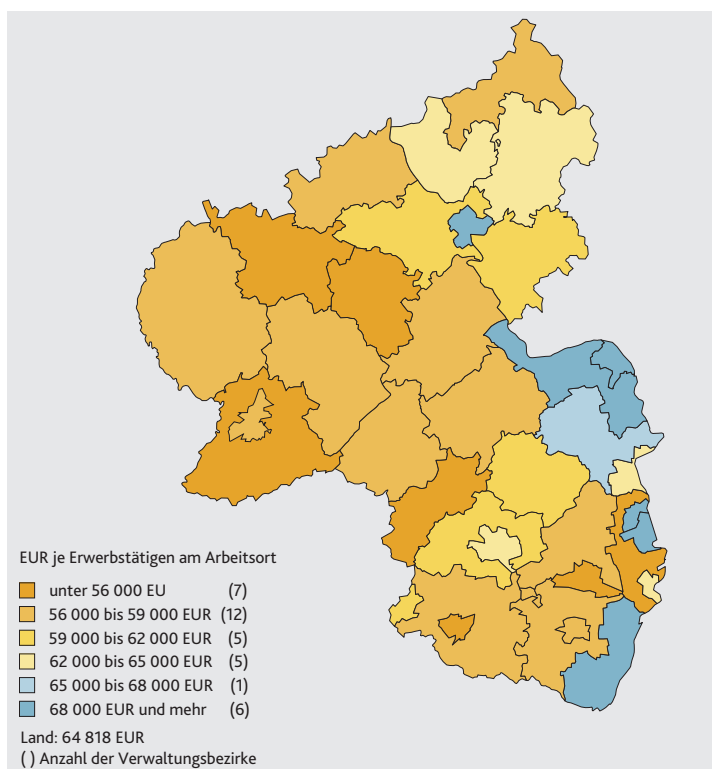 EUR je Erwerbstätigen am Arbeitsort
unter 56 000 EU (7)
56 000 bis 59 000 EUR (12)
59 000 bis 62 000 EUR (5)
62 000 bis 65 000 EUR (5)
65 000 bis 68 000 EUR (1)
68 000 EUR und mehr (6)
Land: 64 818 EUR
( ) Anzahl der Verwaltungsbezirke